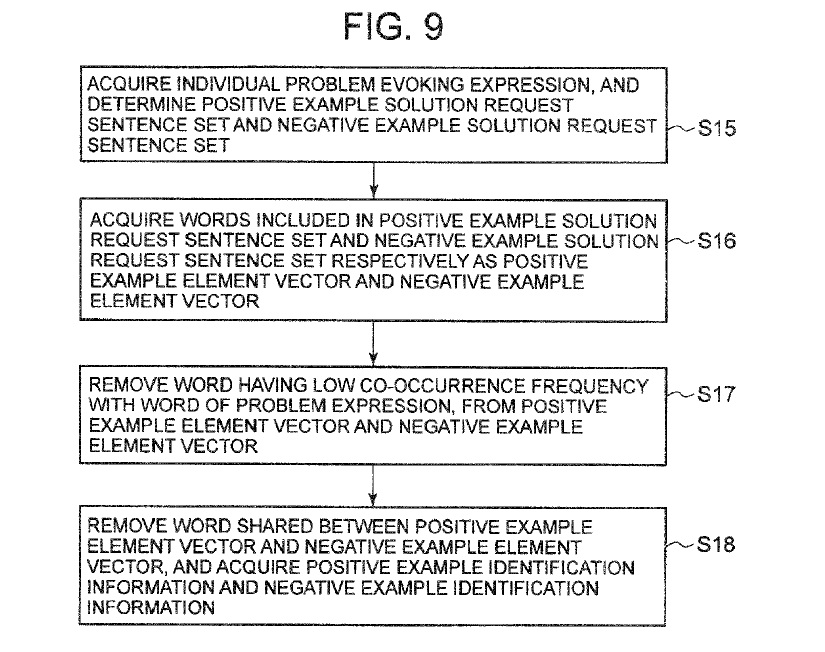 FIG. 9
ACQUIRE INDIVIDUAL PROBLEM EVOKING EXPRESSION, AND
DETERMINE POSITIVE EXAMPLE SOLUTION REQUEST
SENTENCE SET AND NEGATIVE EXAMPLE SOLUTION REQUEST
SENTENCE SET
S15
ACQUIRE WORDS INCLUDED IN POSITIVE EXAMPLE SOLUTION
REQUEST SENTENCE SET AND NEGATIVE EXAMPLE SOLUTION
REQUEST SENTENCE SET RESPECTIVELY AS POSITIVE
EXAMPLE ELEMENT VECTOR AND NEGATIVE EXAMPLE
ELEMENT VECTOR
S16
REMOVE WORD HAVING LOW CO-OCCURRENCE FREQUENCY
WITH WORD OF PROBLEM EXPRESSION, FROM POSITIVE
EXAMPLE ELEMENT VECTOR AND NEGATIVE EXAMPLE
ELEMENT VECTOR
S17
REMOVE WORD SHARED BETWEEN POSITIVE EXAMPLE
ELEMENT VECTOR AND NEGATIVE EXAMPLE ELEMENT
VECTOR, AND ACQUIRE POSITIVE EXAMPLE IDENTIFICATION
INFORMATION AND NEGATIVE EXAMPLE IDENTIFICATION
INFORMATION
S18